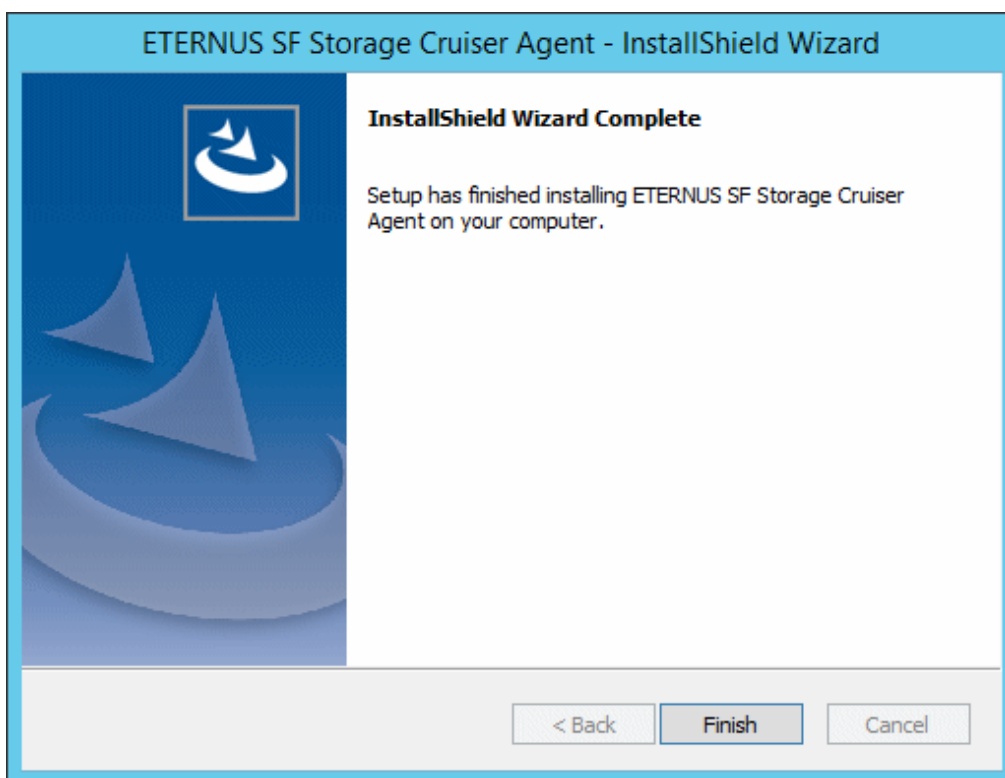 ETERNUS SF Storage Cruiser Agent - InstallShield Wizard
InstallShield Wizard Complete
Setup has finished installing ETERNUS SF Storage Cruiser
Agent on your computer.
< Back
Finish
Cancel